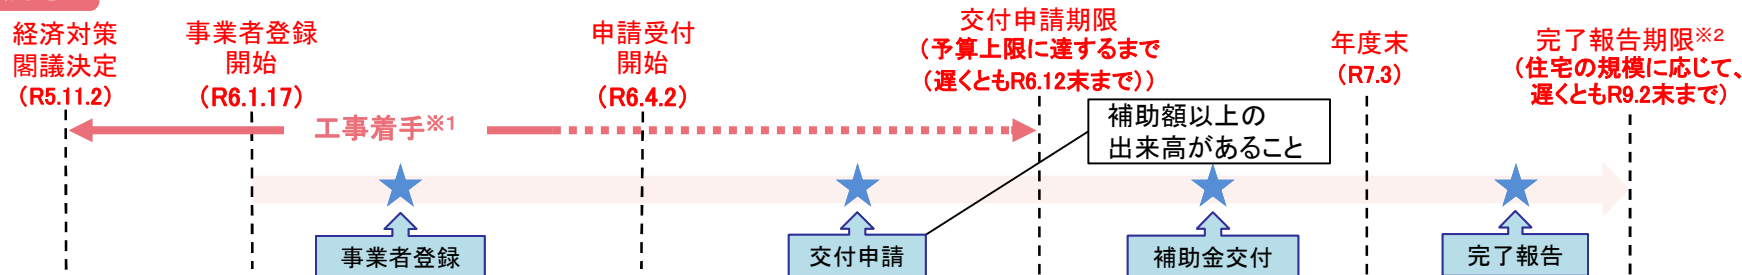 経済対策
閣議決定
（R5.11.2）
事業者登録
開始
（R6.1.17）
申請受付
開始
（R6.4.2）
交付申請期限
（予算上限に達するまで
（遅くともR6.12末まで））
年度末
（R7.3）
完了報告期限※2
（住宅の規模に応じて、
遅くともR9.2末まで）
工事着手※1
補助額以上の
出来高があること
事業者登録
交付申請
補助金交付
完了報告